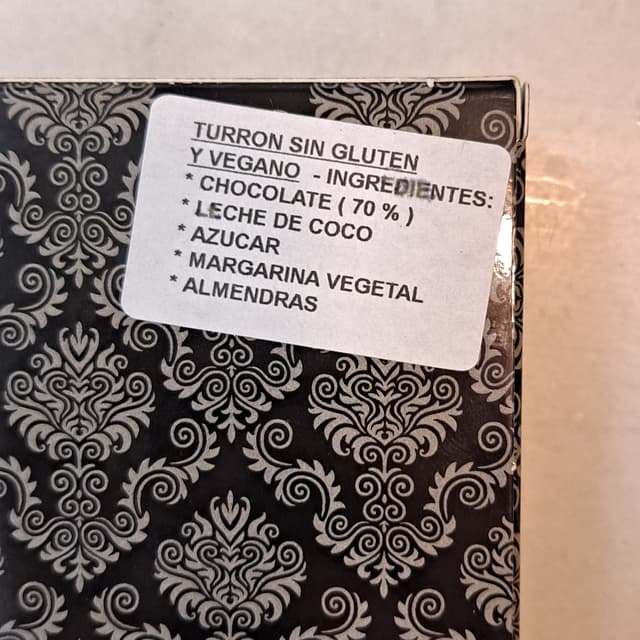 TURRON SIN GLUTEN
Y VEGANO - INGREDIENTES:
* CHOCOLATE ( 70 % )
* LECHE DE COCO
* AZUCAR
* MARGARINA VEGETAL
* ALMENDRAS